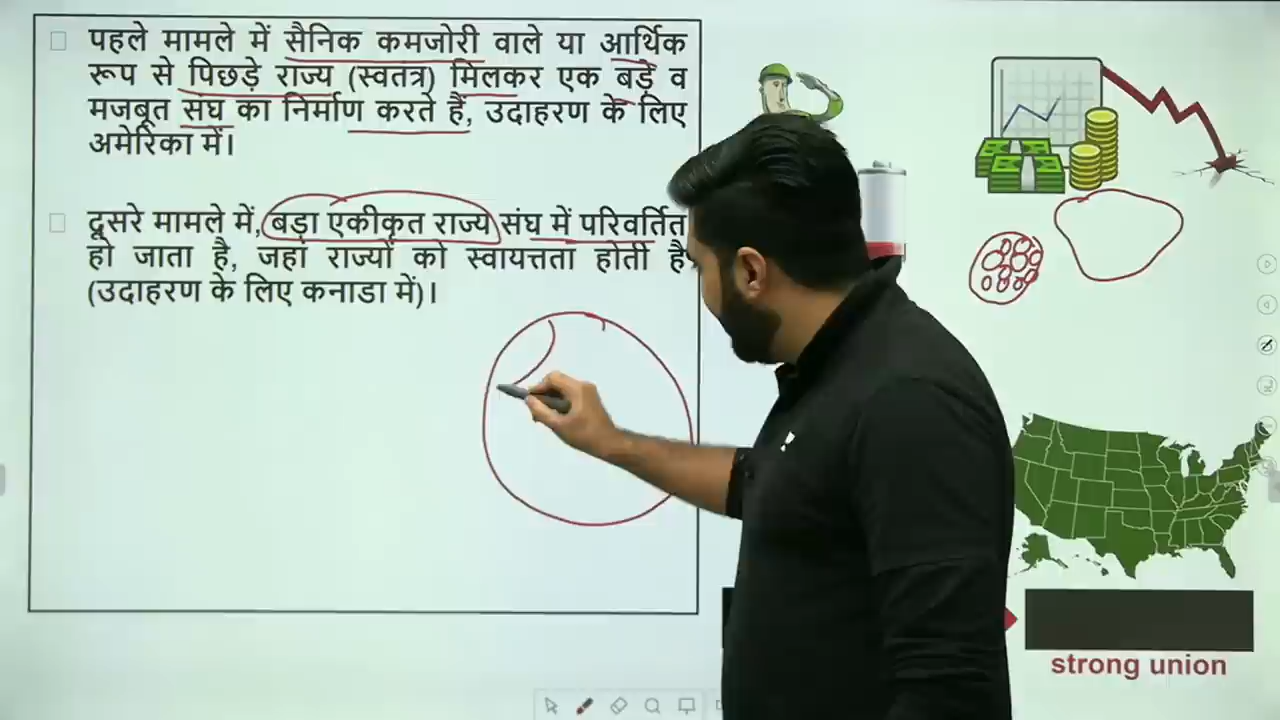 पहले मामले में सैनिक कमजोरी वाले या आर्थिक
रूप से पिछड़े राज्य (स्वतंत्र) मिलकर एक बड़े व
मजबूत संघ का निर्माण करते हैं, उदाहरण के लिए
अमेरिका में।
दूसरे मामले में, बड़ा एकीकृत राज्य संघ में परिवर्तित
हो जाता है, जहां राज्यों को स्वायत्तता होती है
(उदाहरण के लिए कनाडा में)।
strong union